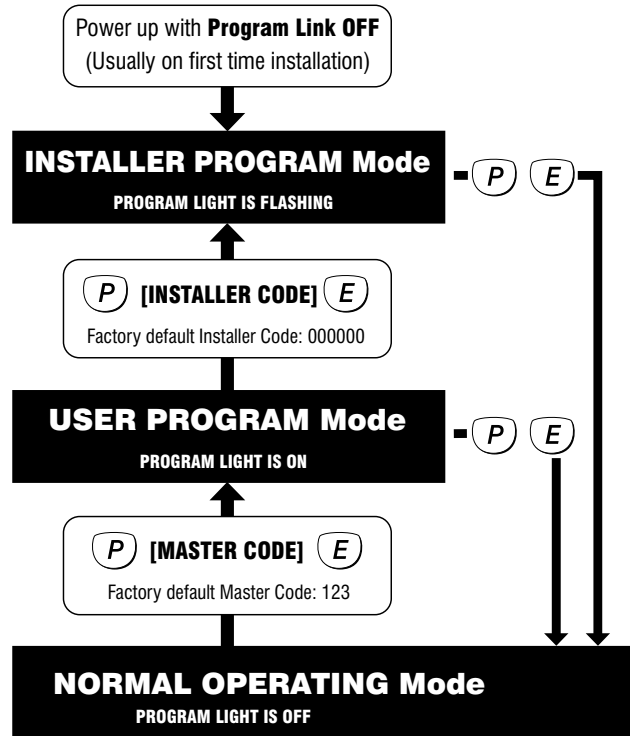 Power up with Program Link OFF
(Usually on first time installation)
INSTALLER PROGRAM Mode
PROGRAM LIGHT IS FLASHING
P E
P [INSTALLER CODE] E
Factory default Installer Code: 000000
USER PROGRAM Mode
PROGRAM LIGHT IS ON
P E
P [MASTER CODE] E
Factory default Master Code: 123
NORMAL OPERATING Mode
PROGRAM LIGHT IS OFF